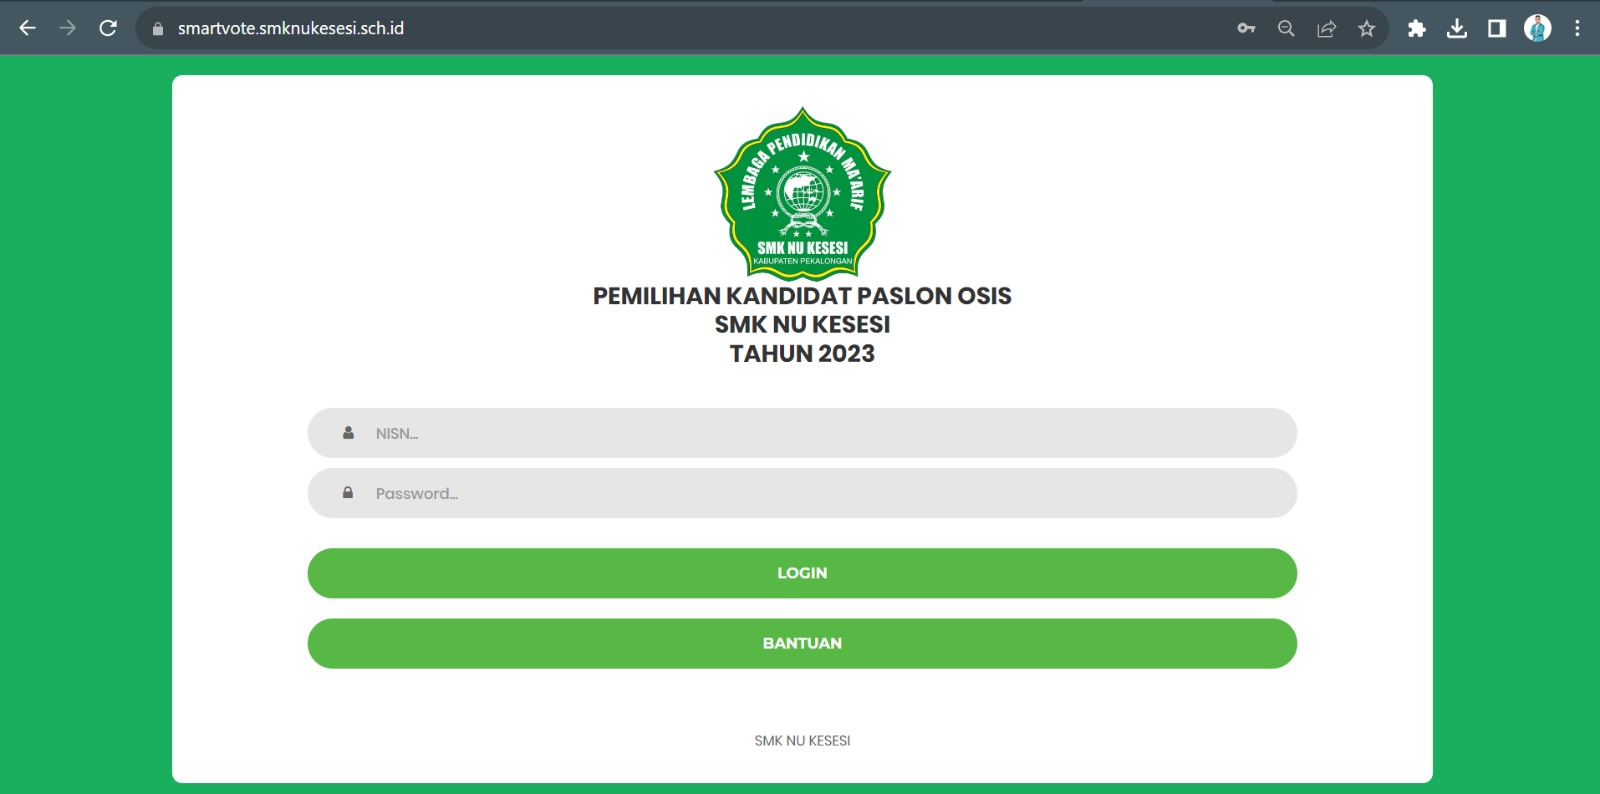 smartvote.smknukesesi.sch.id
LEMBAGA PENDIDIKAN MA'ARIF
SMK NU KESESI
KABUPATEN PEKALONGAN
PEMILIHAN KANDIDAT PASLON OSIS
SMK NU KESESI
TAHUN 2023
NISN...
Password...
LOGIN
BANTUAN
SMK NU KESESI